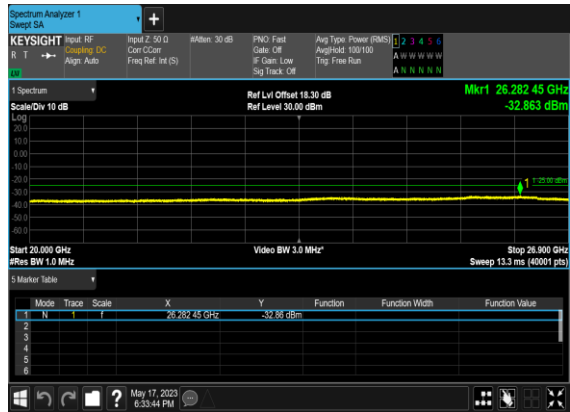 Spectrum Analyzer 1
Swept SA
+
KEYSIGHT Input: RF Input Z: 50 Ω #Atten: 30 dB PNO: Fast Avg Type: Power (RMS) 1 2 3 4 5 6
R T Coupling: DC Corr CCorr Gate: Off Avg|Hold: 100/100 A W W W W W
Align: Auto Freq Ref: Int (S) IF Gain: Low Trig: Free Run
LU Sig Track: Off A N N N N N
1 Spectrum
Ref Lvl Offset 18.30 dB Mkr1 26.282 45 GHz
Scale/Div 10 dB Ref Level 30.00 dBm -32.863 dBm
Log
20.0
10.0
0.00
-10.0
-20.0
1 -25.00 dBm
-30.0
-40.0
-50.0
-60.0
Start 20.000 GHz Video BW 3.0 MHz* Stop 26.900 GHz
#Res BW 1.0 MHz Sweep 13.3 ms (40001 pts)
5 Marker Table
Mode Trace Scale X Y Function Function Width Function Value
1 N 1 f 26.282 45 GHz -32.86 dBm
2
3
4
5
6
? May 17, 2023
6:33:44 PM